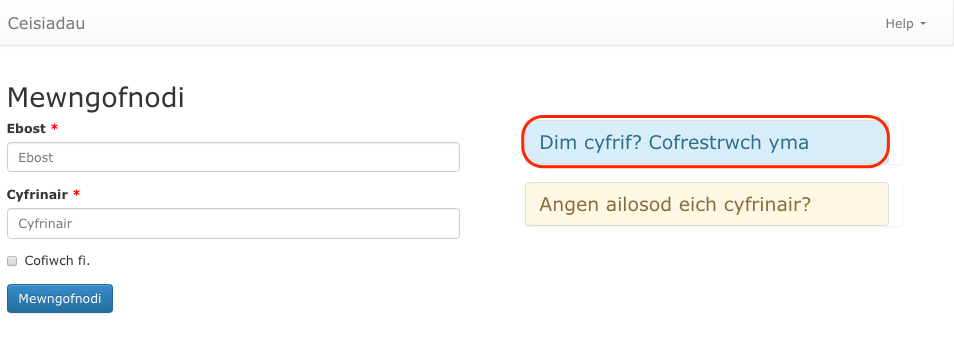 Ceisiadau
Help
Mewngofnodi
Ebost *
Ebost
Cyfrinair *
Cyfrinair
Cofiwch fi.
Mewngofnodi
Dim cyfrif? Cofrestrwch yma
Angen ailosod eich cyfrinair?